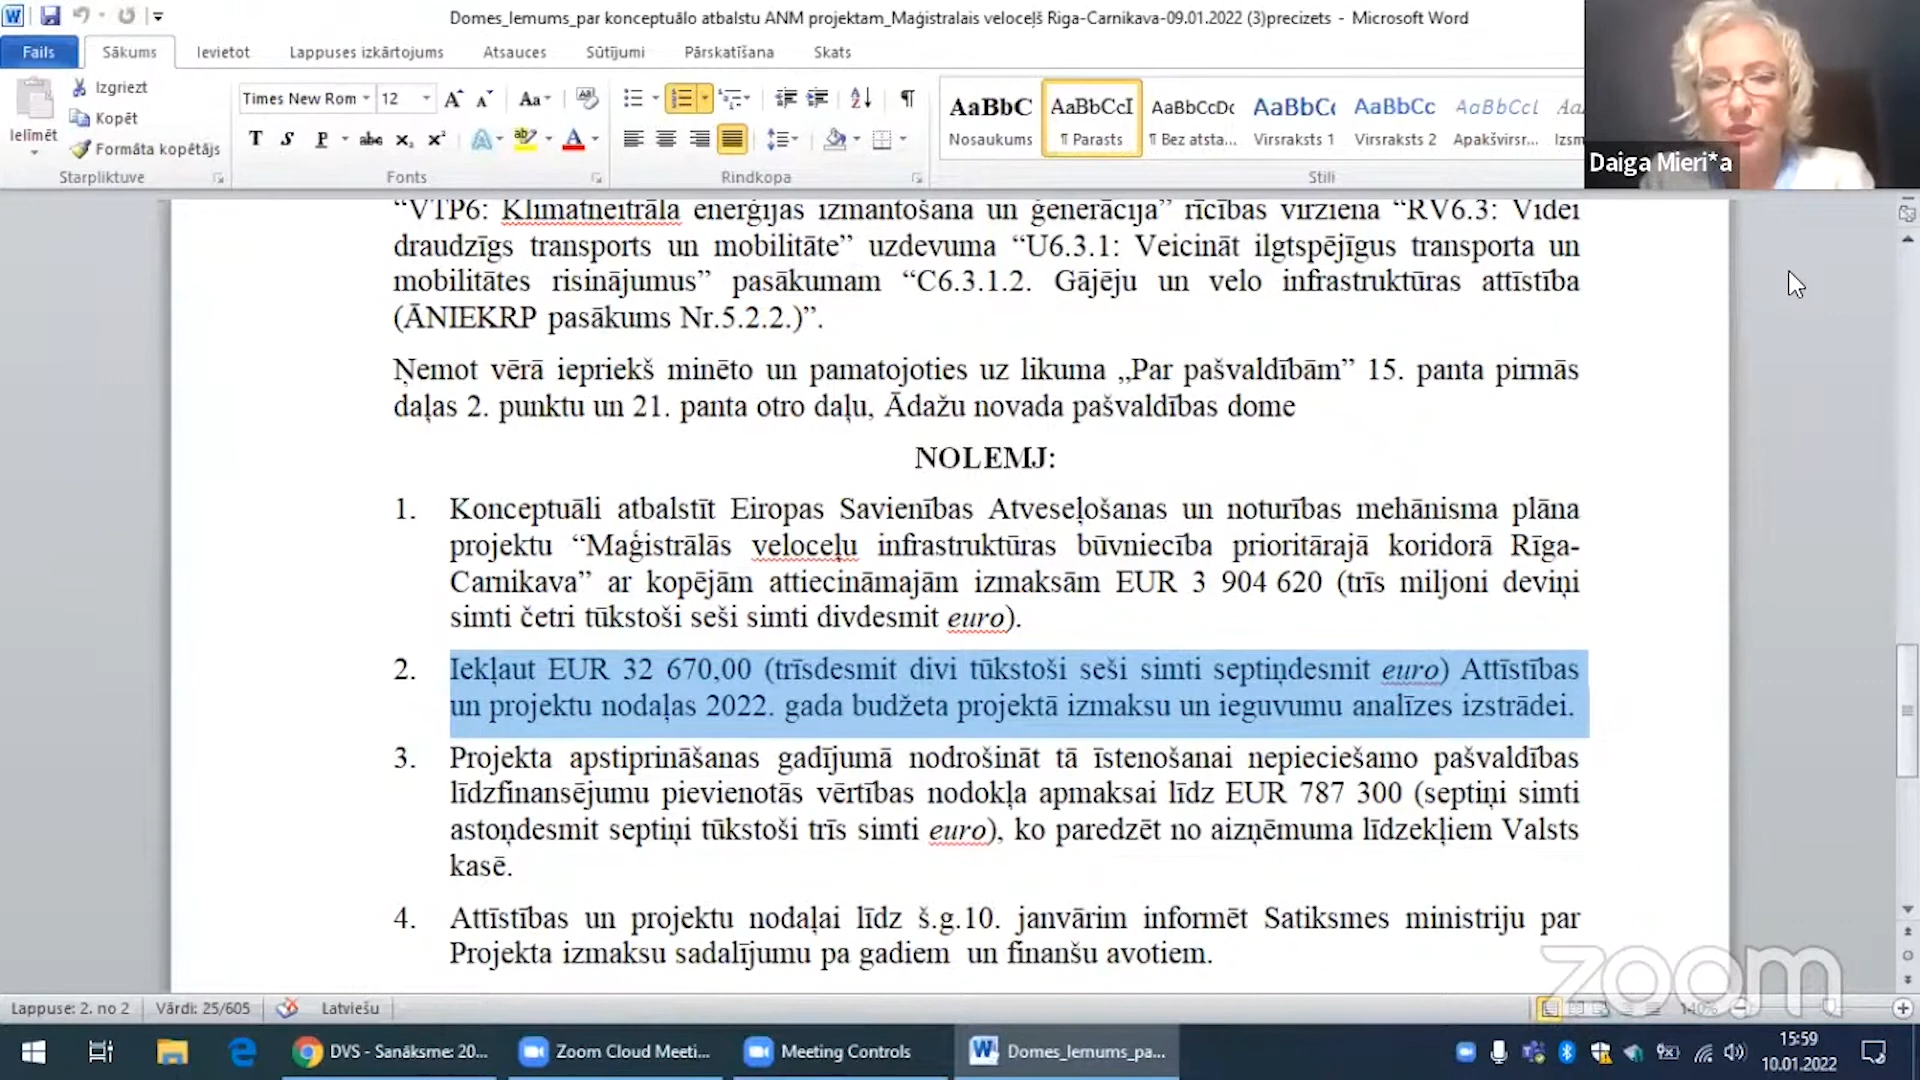 Domes_lemums_par konceptuālo atbalstu ANM projektam_Maģistralais veloceļš Riga-Carnikava-09.01.2022 (3)precizets - Microsoft Word
Fails Sākums Ievietot Lappuses izkārtojums Atsauces Sūtījumi Pārskatīšana Skats
Ielīmēt
Izgriezt
Kopēt
Formāta kopētājs
Starpliktuve
Times New Rom 12
Fonts
Rindkopa
AaBbC AaBbCcI AaBbCcDc AaBbCc AaBbCc AaBbCcL Aa
Nosaukums ¶ Parasts ¶ Bez atsta... Virsraksts 1 Virsraksts 2 Apakšvirsr... Izsm
Stili
Daiga Mieri*a
“VTP6: Klimatneitrāla enerģijas izmantošana un ģenerācija” rīcības virziena “RV6.3: Videi
draudzīgs transports un mobilitāte” uzdevuma “U6.3.1: Veicināt ilgtspējīgus transporta un
mobilitātes risinājumus” pasākumam “C6.3.1.2. Gājēju un velo infrastruktūras attīstība
(ĀNIEKRP pasākums Nr.5.2.2.)”.
Ņemot vērā iepriekš minēto un pamatojoties uz likuma „Par pašvaldībām” 15. panta pirmās
daļas 2. punktu un 21. panta otro daļu, Ādažu novada pašvaldības dome
NOLEMJ:
1. Konceptuāli atbalstīt Eiropas Savienības Atveseļošanas un noturības mehānisma plāna
projektu “Maģistrālās veloceļu infrastruktūras būvniecība prioritārajā koridorā Rīga-
Carnikava” ar kopējām attiecināmajām izmaksām EUR 3 904 620 (trīs miljoni deviņi
simti četri tūkstoši seši simti divdesmit euro).
2. Iekļaut EUR 32 670,00 (trīsdesmit divi tūkstoši seši simti septiņdesmit euro) Attīstības
un projektu nodaļas 2022. gada budžeta projektā izmaksu un ieguvumu analīzes izstrādei.
3. Projekta apstiprināšanas gadījumā nodrošināt tā īstenošanai nepieciešamo pašvaldības
līdzfinansējumu pievienotās vērtības nodokļa apmaksai līdz EUR 787 300 (septiņi simti
astoņdesmit septiņi tūkstoši trīs simti euro), ko paredzēt no aizņēmuma līdzekļiem Valsts
kasē.
4. Attīstības un projektu nodaļai līdz š.g.10. janvārim informēt Satiksmes ministriju par
Projekta izmaksu sadalījumu pa gadiem un finanšu avotiem.
zoom
Lappuse: 2. no 2 Vārdi: 25/605 Latviešu 140%
DVS - Sanāksme: 20... Zoom Cloud Meeti... Meeting Controls Domes_lemums_pa...
15:59
10.01.2022